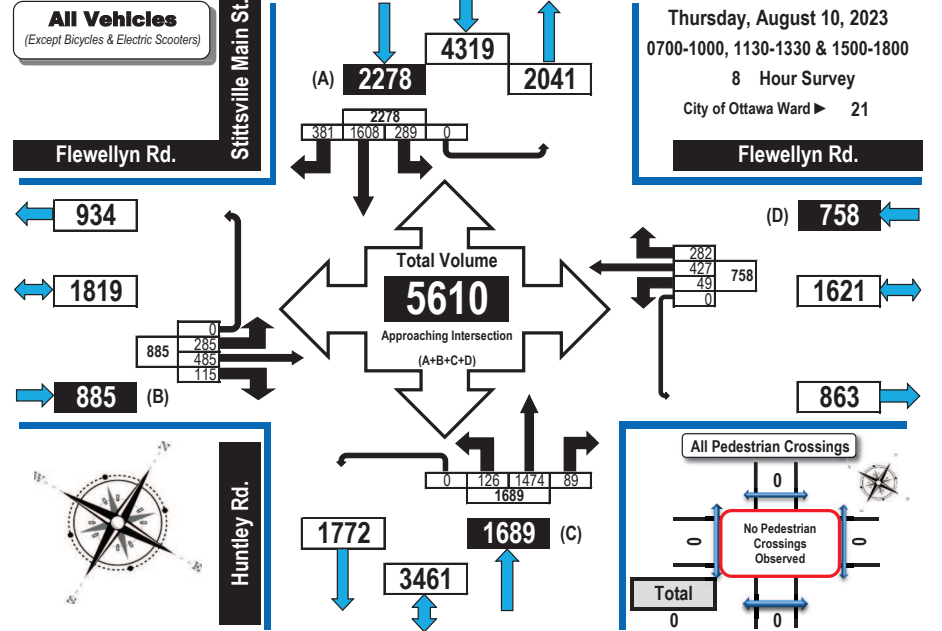 All Vehicles
(Except Bicycles & Electric Scooters)
Stittsville Main St.
Flewellyn Rd.
4319
(A) 2278
2041
2278
381 1608 289 0
Thursday, August 10, 2023
0700-1000, 1130-1330 & 1500-1800
8 Hour Survey
City of Ottawa Ward ► 21
Flewellyn Rd.
934
1819
0
885 285
485
115
885 (B)
Total Volume
5610
Approaching Intersection
(A+B+C+D)
(D) 758
282
427 758
49
0
1621
863
N
W
E
S
Huntley Rd.
0 126 1474 89
1689
1772
1689 (C)
3461
All Pedestrian Crossings
0
0
No Pedestrian
Crossings
Observed
0
Total
0
0